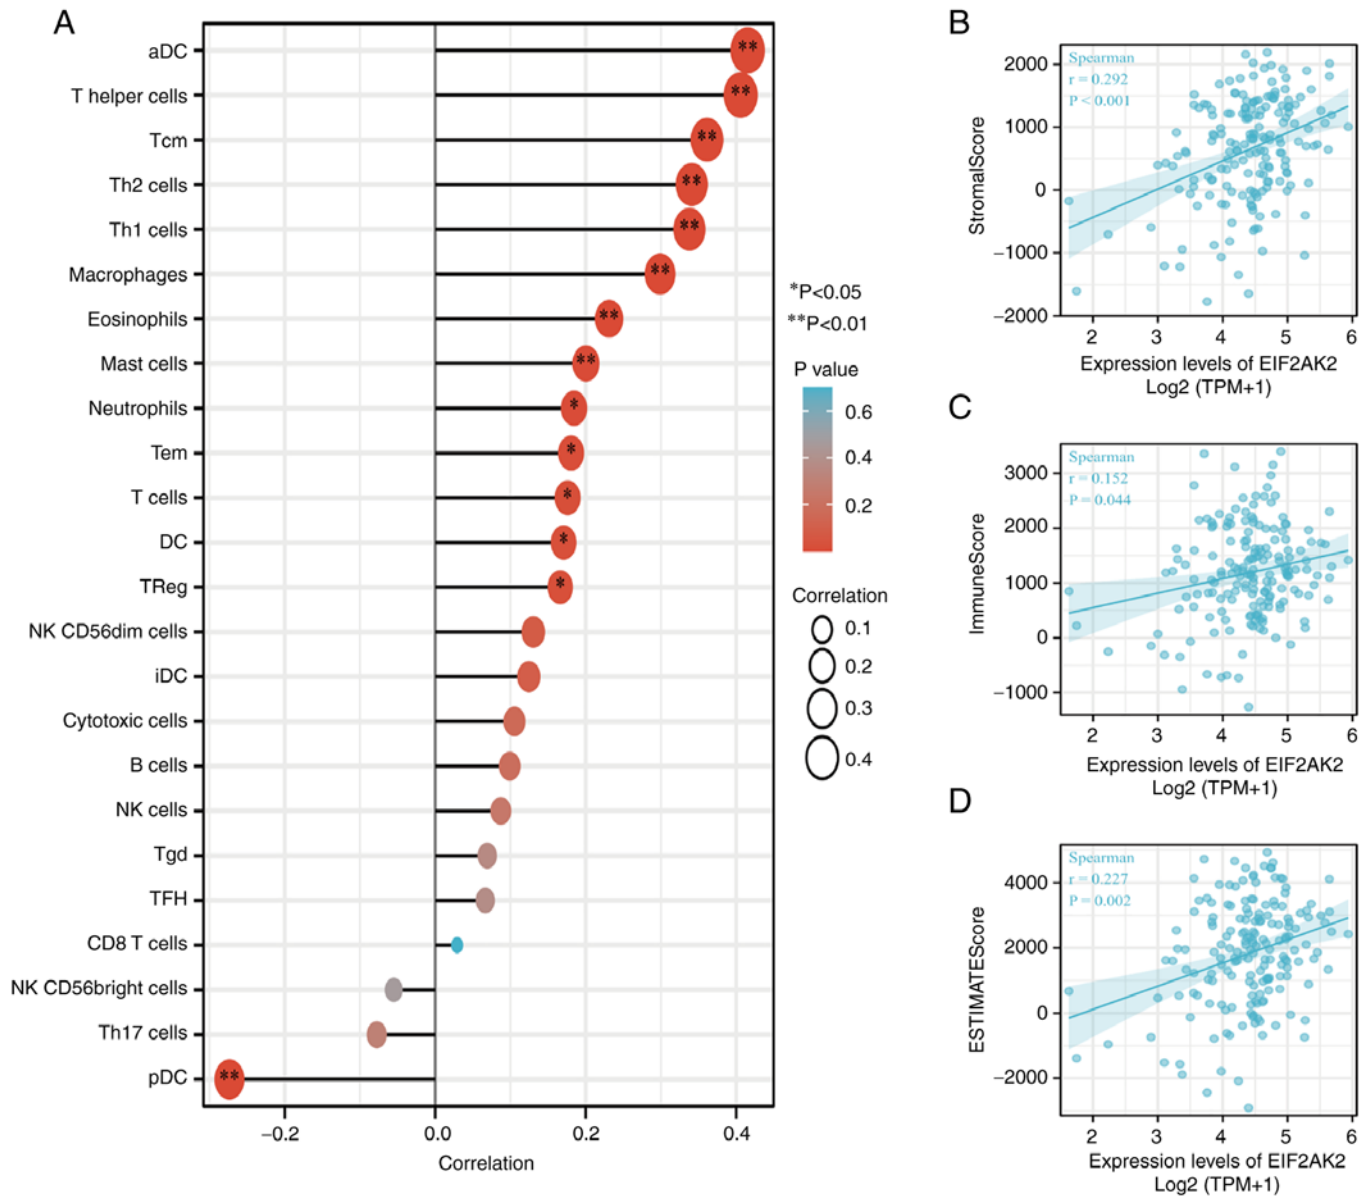 A
aDC
**
T helper cells
**
Tcm
**
Th2 cells
**
Th1 cells
**
Macrophages
**
Eosinophils
**
Mast cells
**
Neutrophils
*
Tem
*
T cells
*
DC
*
TReg
*
NK CD56dim cells
iDC
Cytotoxic cells
B cells
NK cells
Tgd
TFH
CD8 T cells
NK CD56bright cells
Th17 cells
pDC
**
−0.2
0.0
0.2
0.4
Correlation
*P<0.05
**P<0.01
P value
0.6
0.4
0.2
Correlation
0.1
0.2
0.3
0.4
B
Spearman
r = 0.292
P < 0.001
StromalScore
2000
1000
0
−1000
−2000
2 3 4 5 6
Expression levels of EIF2AK2
Log2 (TPM+1)
C
Spearman
r = 0.152
P = 0.044
ImmuneScore
3000
2000
1000
0
−1000
2 3 4 5 6
Expression levels of EIF2AK2
Log2 (TPM+1)
D
Spearman
r = 0.227
P = 0.002
ESTIMATEScore
4000
2000
0
−2000
2 3 4 5 6
Expression levels of EIF2AK2
Log2 (TPM+1)